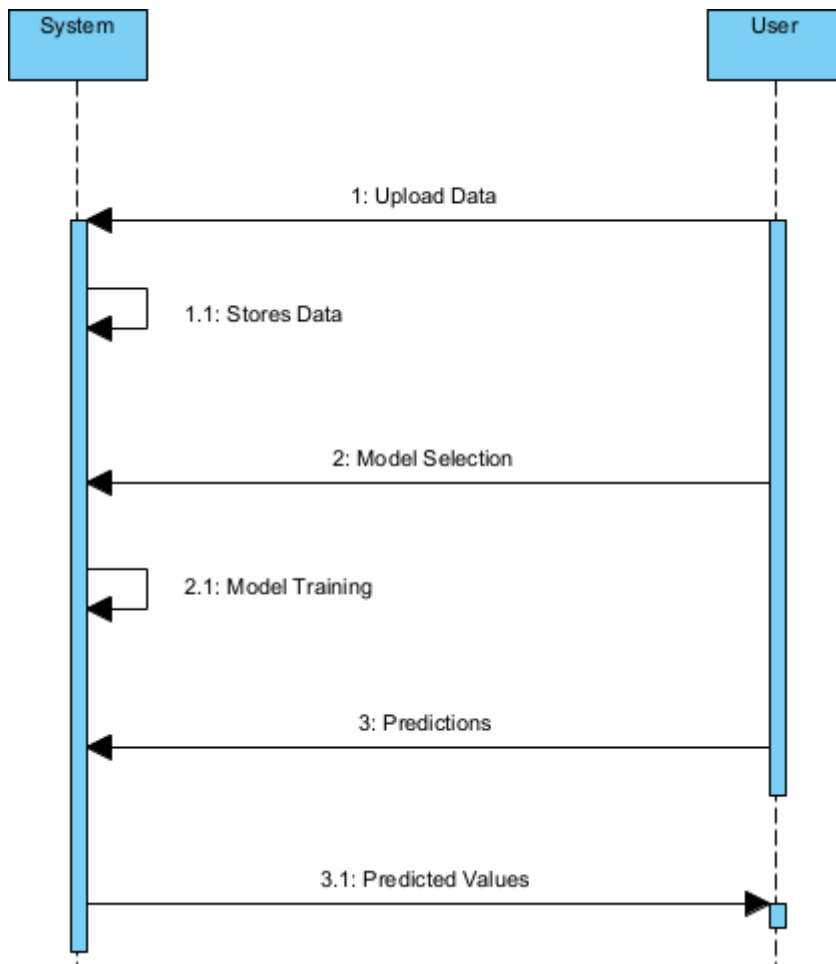 System
User
1: Upload Data
1.1: Stores Data
2: Model Selection
2.1: Model Training
3: Predictions
3.1: Predicted Values